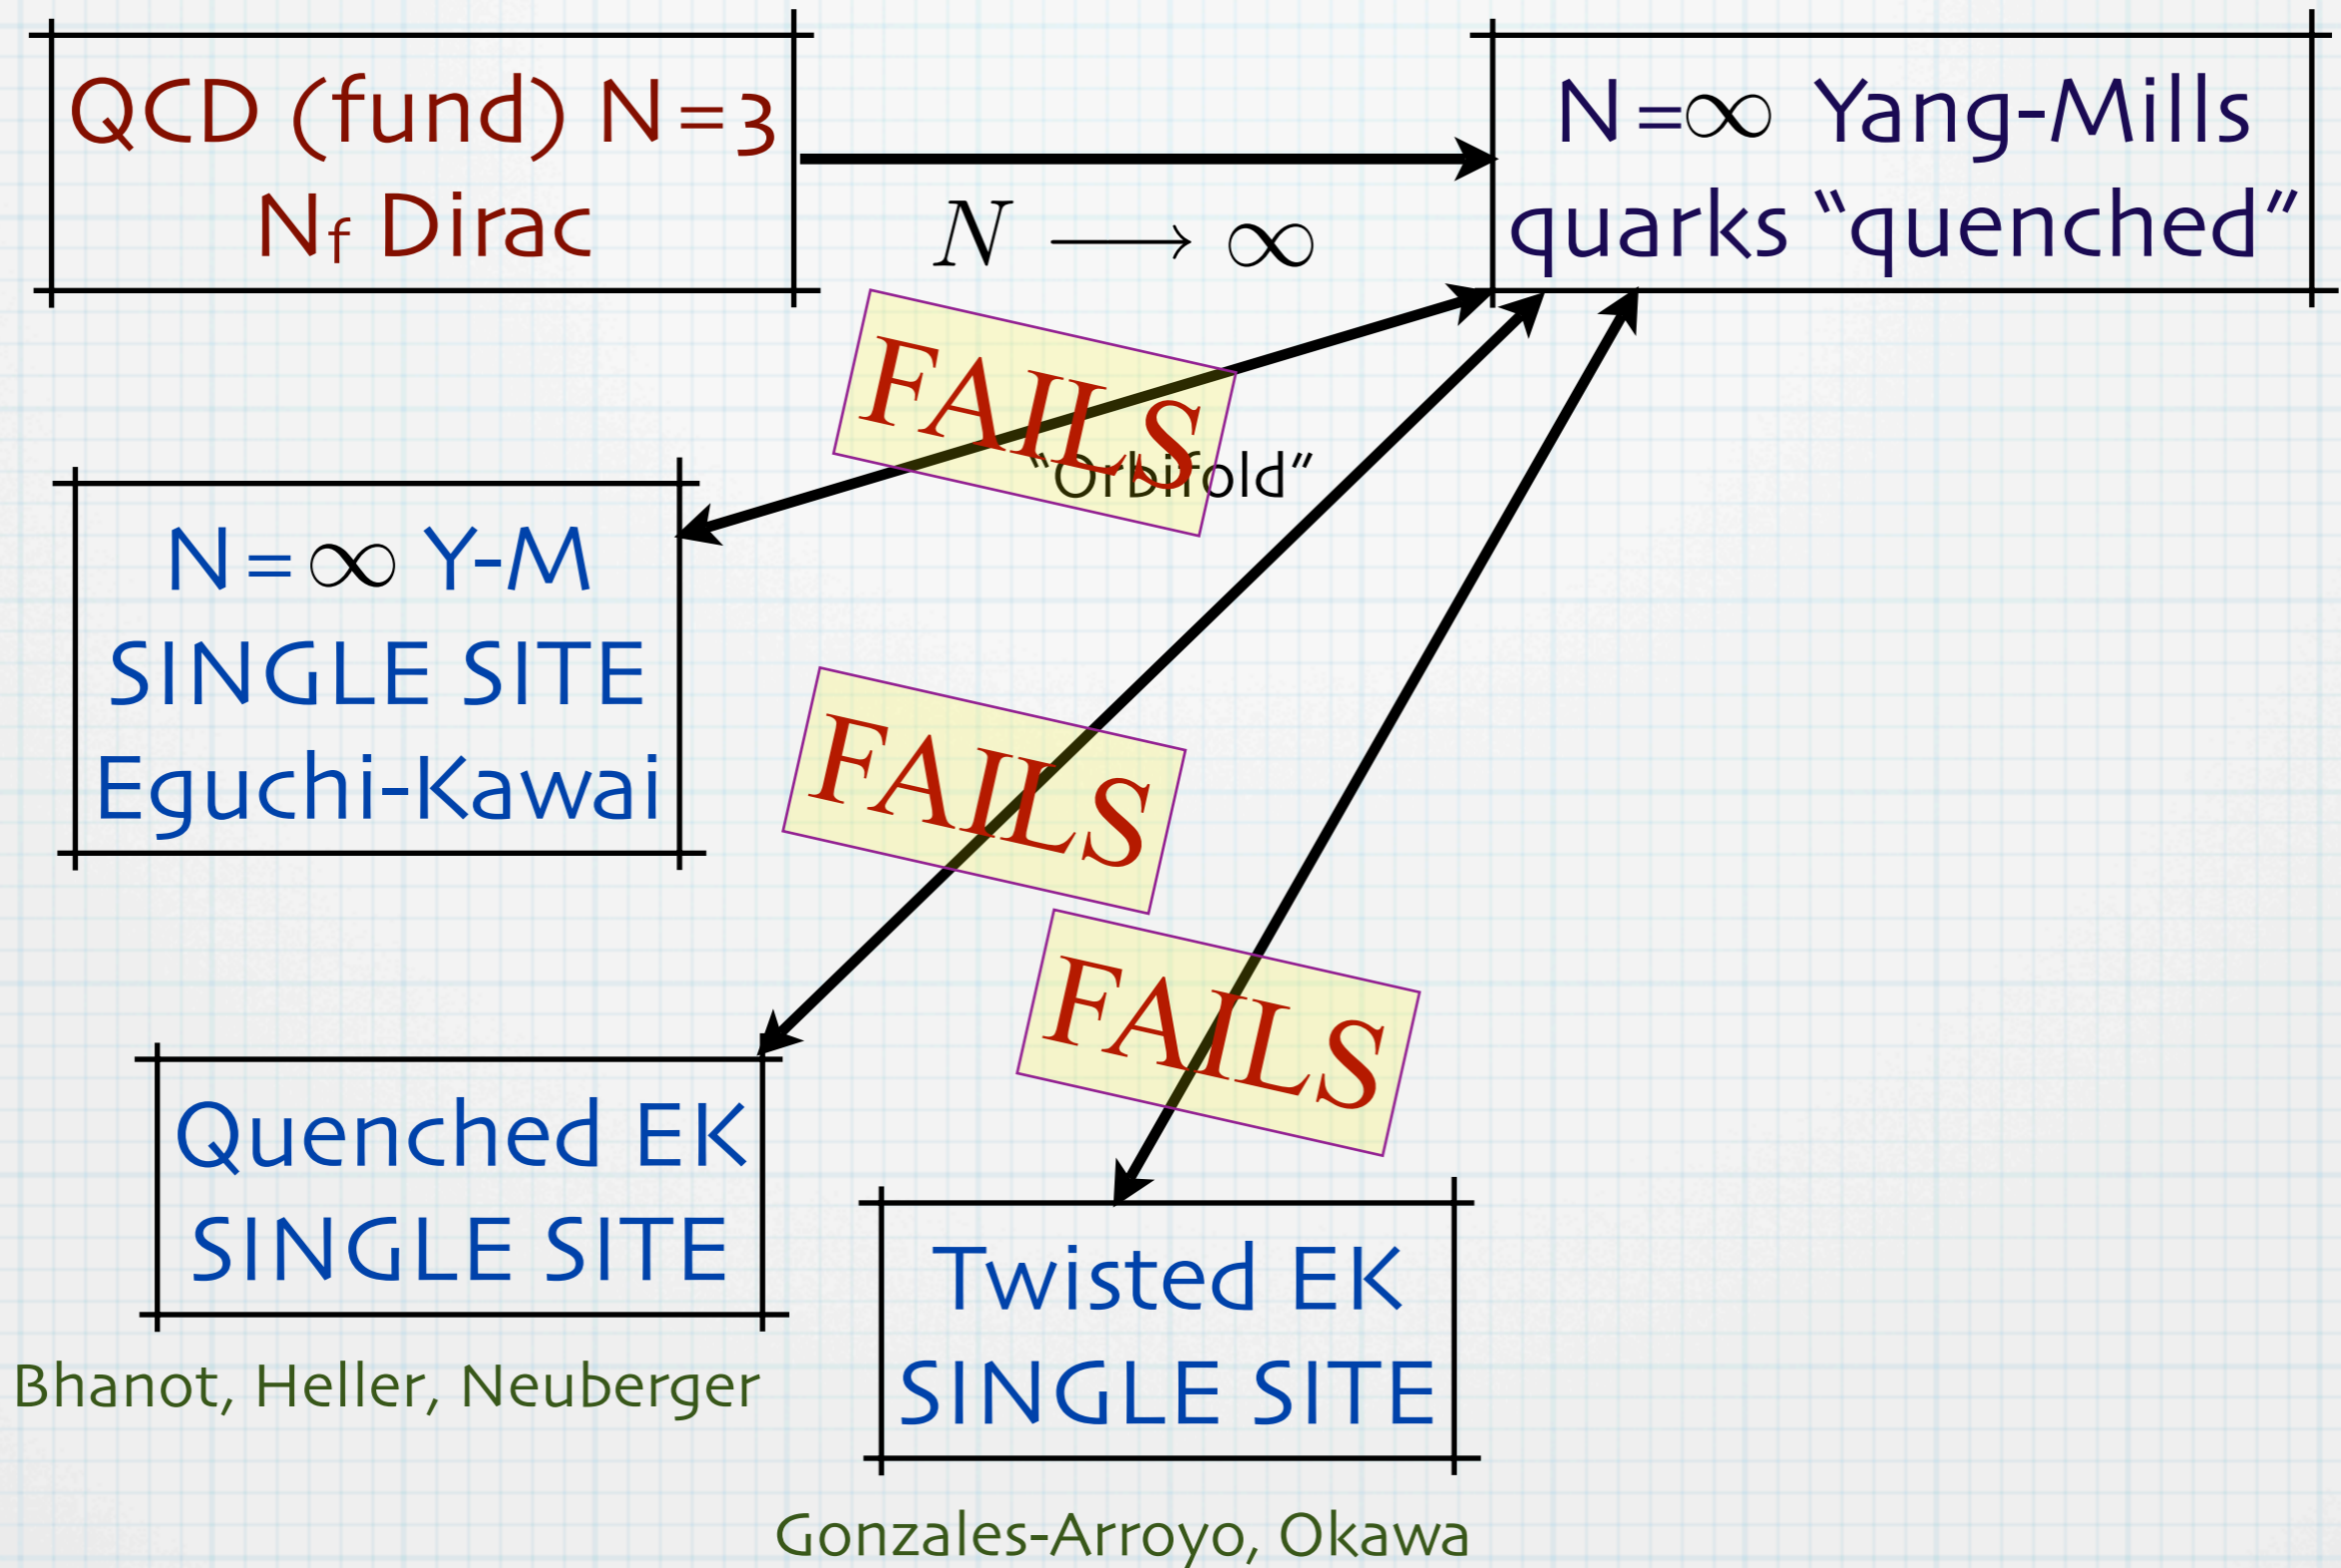 QCD (fund) N=3
N_f Dirac
N ⟶ ∞
N=∞ Yang-Mills
quarks “quenched”
FAILS
“Orbifold”
N=∞ Y-M
SINGLE SITE
Eguchi-Kawai
FAILS
FAILS
Quenched EK
SINGLE SITE
Bhanot, Heller, Neuberger
Twisted EK
SINGLE SITE
Gonzales-Arroyo, Okawa